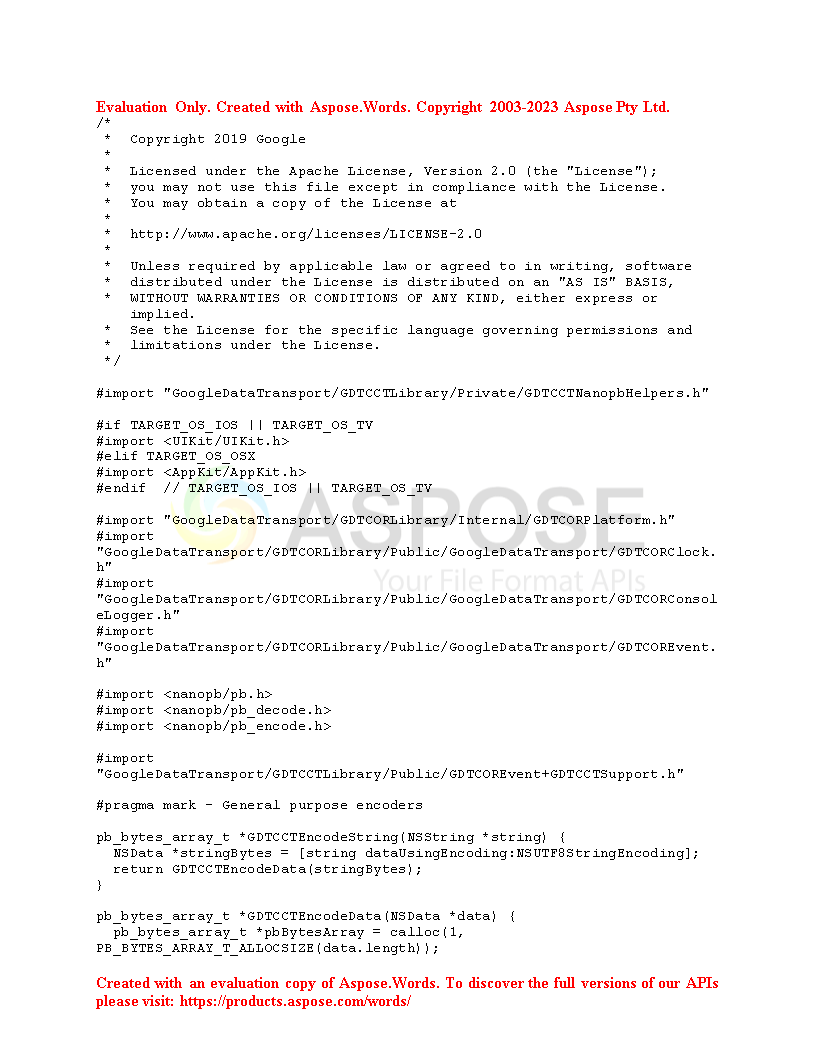 Evaluation Only. Created with Aspose.Words. Copyright 2003-2023 Aspose Pty Ltd.
/*
 *  Copyright 2019 Google
 *
 *  Licensed under the Apache License, Version 2.0 (the "License");
 *  you may not use this file except in compliance with the License.
 *  You may obtain a copy of the License at
 *
 *  http://www.apache.org/licenses/LICENSE-2.0
 *
 *  Unless required by applicable law or agreed to in writing, software
 *  distributed under the License is distributed on an "AS IS" BASIS,
 *  WITHOUT WARRANTIES OR CONDITIONS OF ANY KIND, either express or
    implied.
 *  See the License for the specific language governing permissions and
 *  limitations under the License.
 */

#import "GoogleDataTransport/GDTCCTLibrary/Private/GDTCCTNanopbHelpers.h"

#if TARGET_OS_IOS || TARGET_OS_TV
#import <UIKit/UIKit.h>
#elif TARGET_OS_OSX
#import <AppKit/AppKit.h>
#endif  // TARGET_OS_IOS || TARGET_OS_TV

ASPOSE
Your File Format APIs
#import "GoogleDataTransport/GDTCORLibrary/Internal/GDTCORPlatform.h"
#import
"GoogleDataTransport/GDTCORLibrary/Public/GoogleDataTransport/GDTCORClock.
h"
#import
"GoogleDataTransport/GDTCORLibrary/Public/GoogleDataTransport/GDTCORConsol
eLogger.h"
#import
"GoogleDataTransport/GDTCORLibrary/Public/GoogleDataTransport/GDTCOREvent.
h"

#import <nanopb/pb.h>
#import <nanopb/pb_decode.h>
#import <nanopb/pb_encode.h>

#import
"GoogleDataTransport/GDTCCTLibrary/Public/GDTCOREvent+GDTCCTSupport.h"

#pragma mark - General purpose encoders

pb_bytes_array_t *GDTCCTEncodeString(NSString *string) {
  NSData *stringBytes = [string dataUsingEncoding:NSUTF8StringEncoding];
  return GDTCCTEncodeData(stringBytes);
}

pb_bytes_array_t *GDTCCTEncodeData(NSData *data) {
  pb_bytes_array_t *pbBytesArray = calloc(1,
PB_BYTES_ARRAY_T_ALLOCSIZE(data.length));

Created with an evaluation copy of Aspose.Words. To discover the full versions of our APIs
please visit: https://products.aspose.com/words/